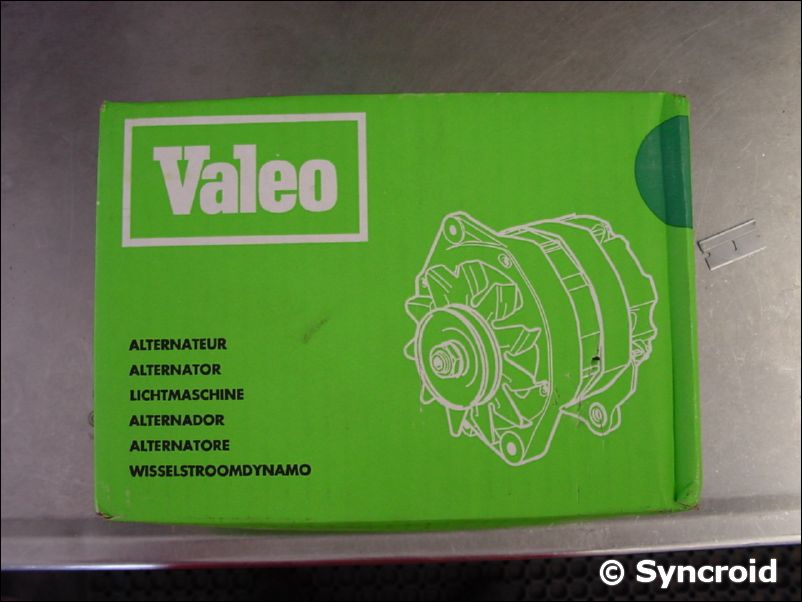 Valeo
ALTERNATEUR
ALTERNATOR
LICHTMASCHINE
ALTERNADOR
ALTERNATORE
WISSELSTROOMDYNAMO
© Syncroid